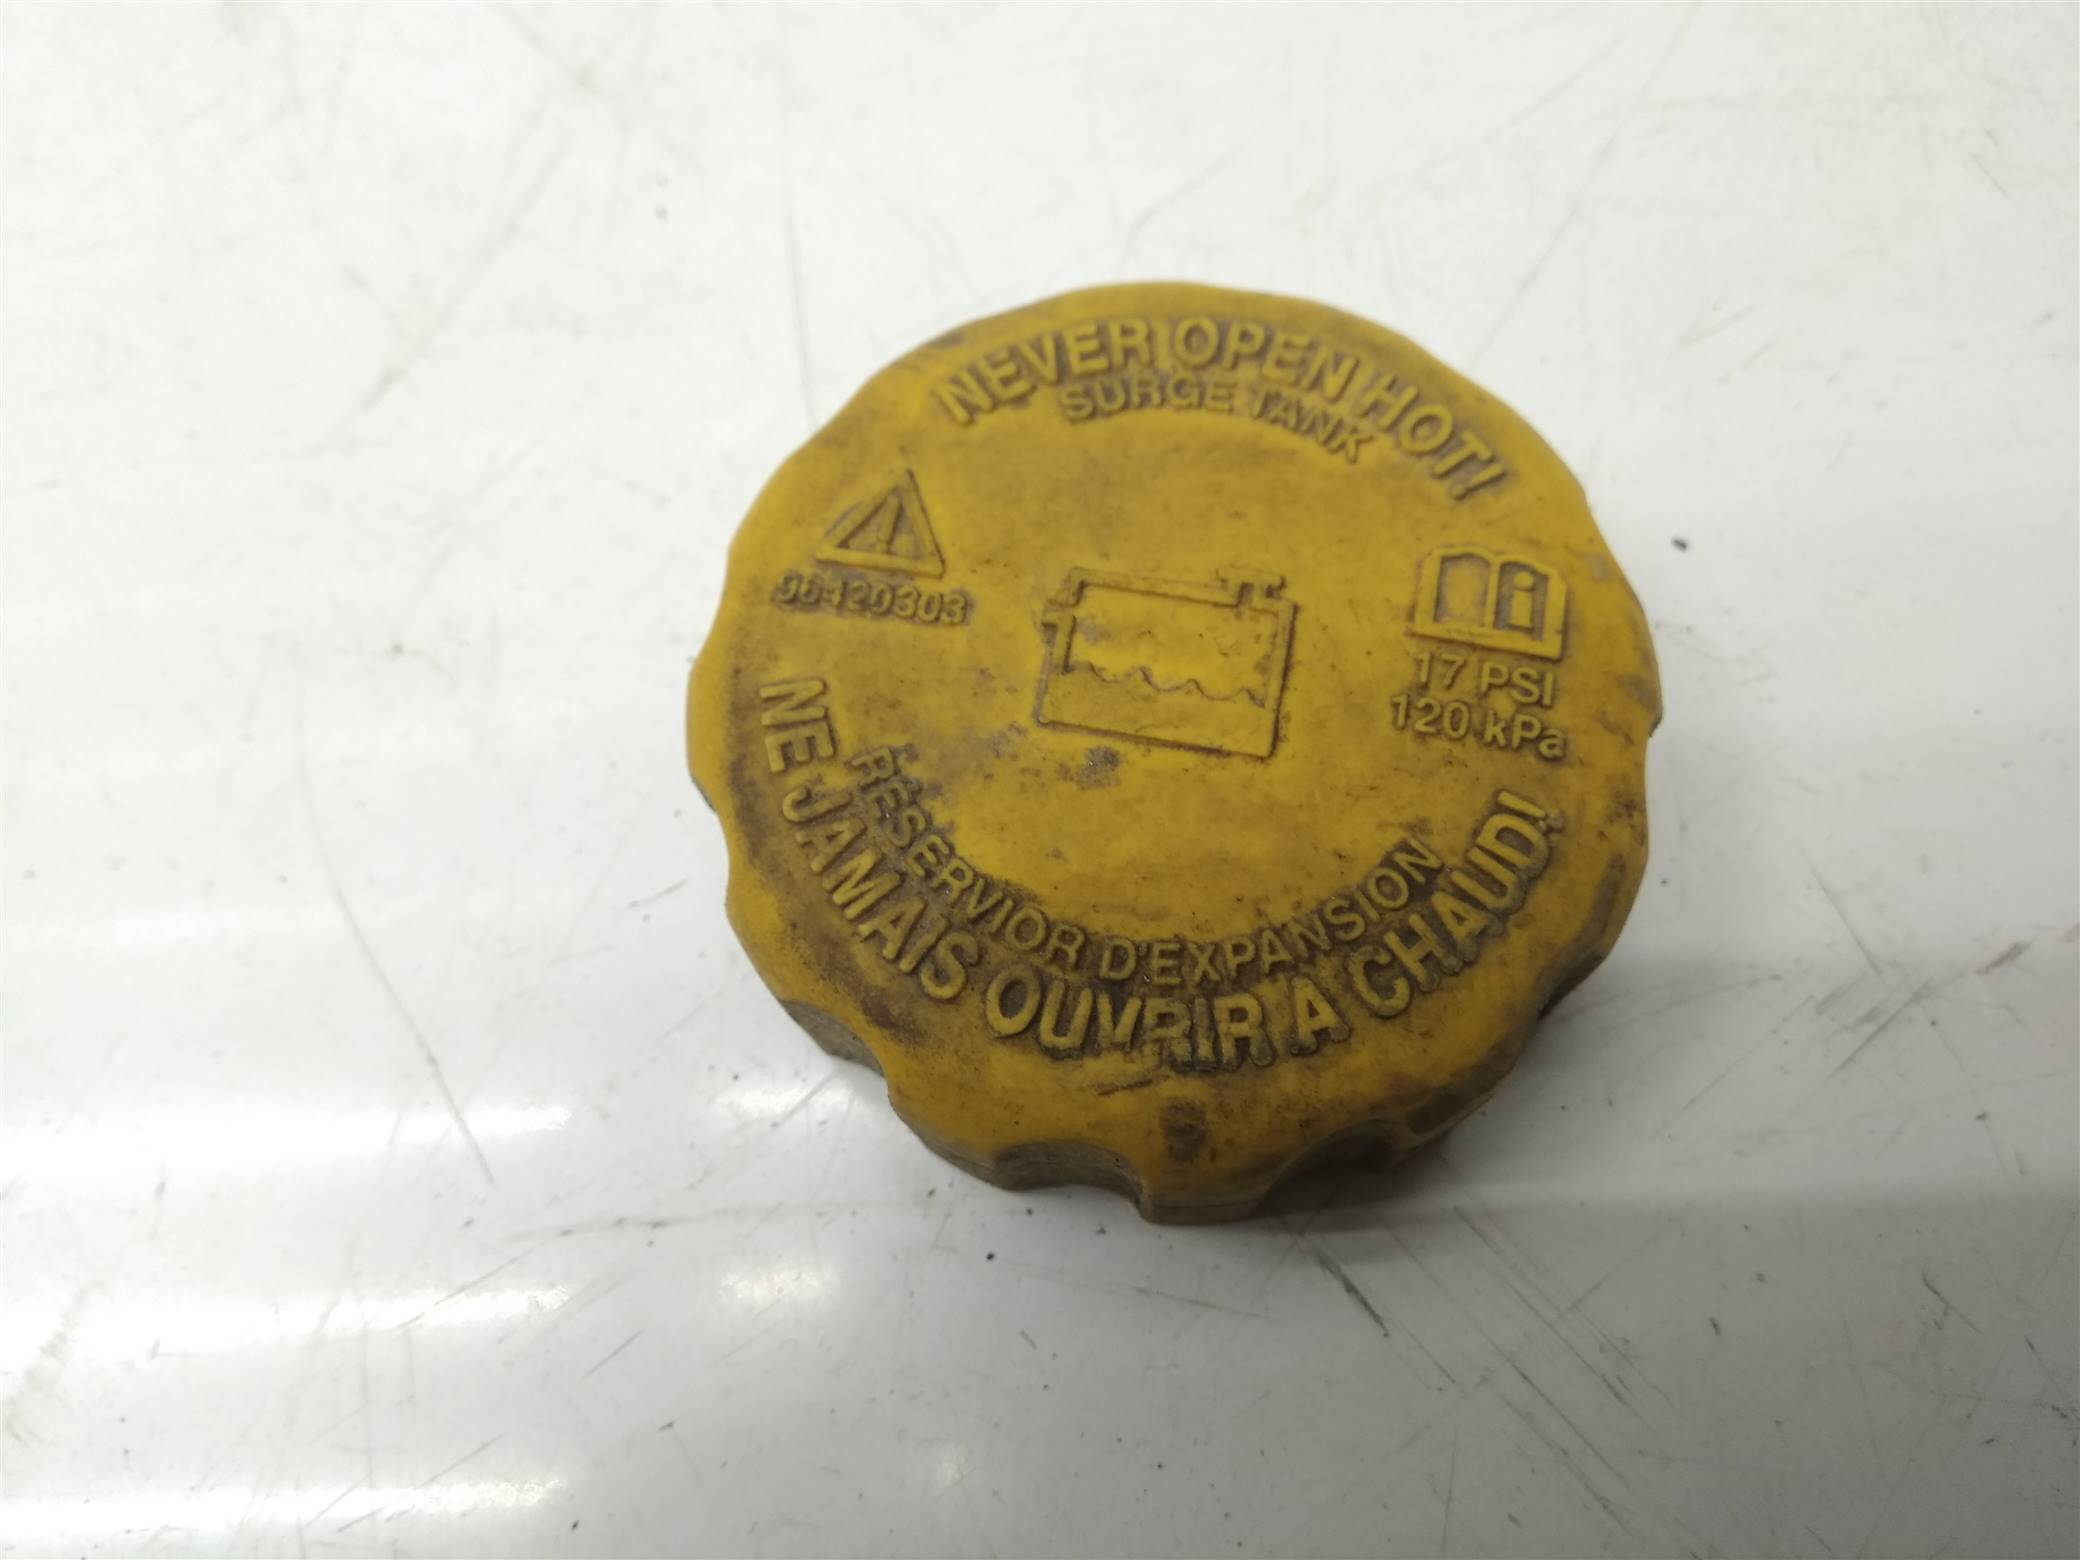 NEVER OPEN HOT!
SURGE TANK
96420303
17 PSI
120 kPa
RÉSERVIOR D'EXPANSION
NE JAMAIS OUVRIR A CHAUD!